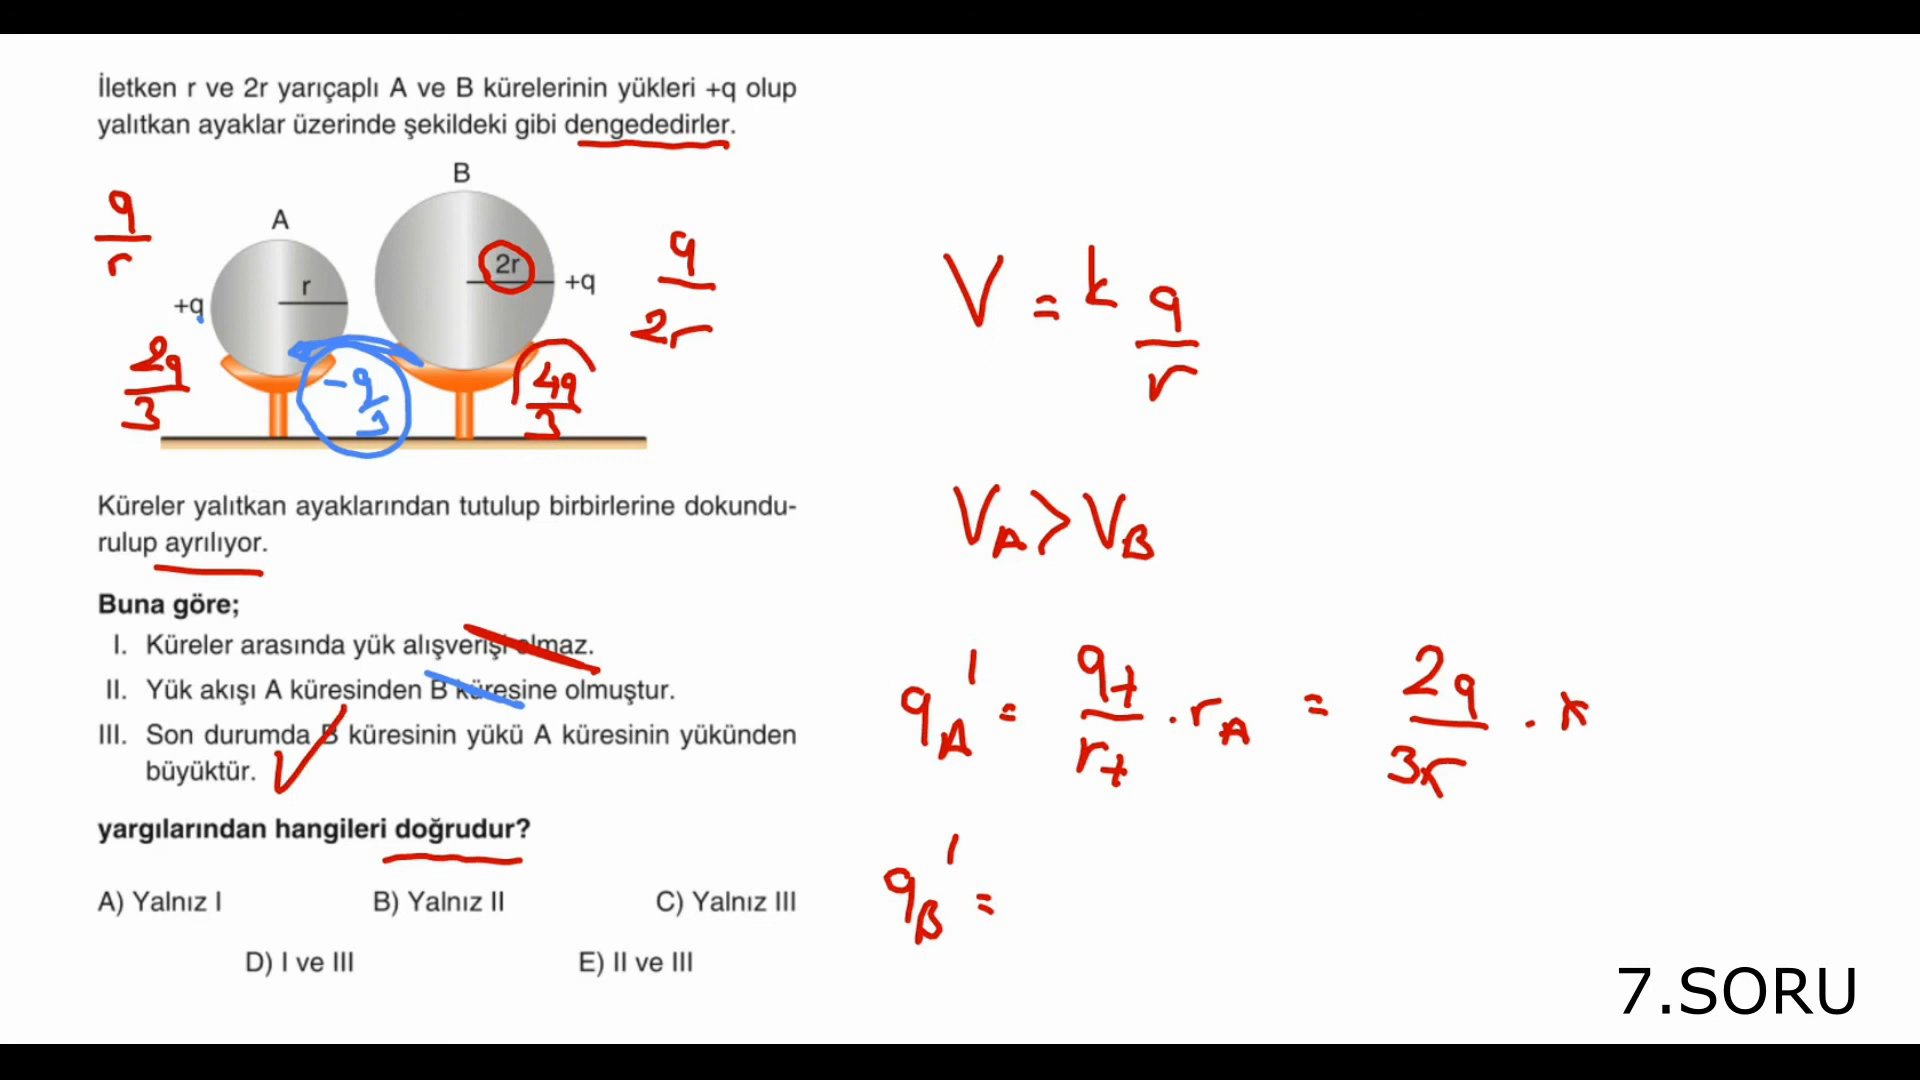 İletken r ve 2r yarıçaplı A ve B kürelerinin yükleri +q olup
yalıtkan ayaklar üzerinde şekildeki gibi dengededirler.
B
A
q/r
2r
r
+q
+q
q/2r
2q/3
-q/3
4q/3
Küreler yalıtkan ayaklarından tutulup birbirlerine dokundu-
rulup ayrılıyor.
Buna göre;
I. Küreler arasında yük alışverişi olmaz.
II. Yük akışı A küresinden B küresine olmuştur.
III. Son durumda B küresinin yükü A küresinin yükünden
büyüktür.
yargılarından hangileri doğrudur?
A) Yalnız I B) Yalnız II C) Yalnız III
D) I ve III E) II ve III
V = k q/r
V_A > V_B
q_A' = q_t/r_t . r_A = 2q/3r . r
q_B' =
7.SORU